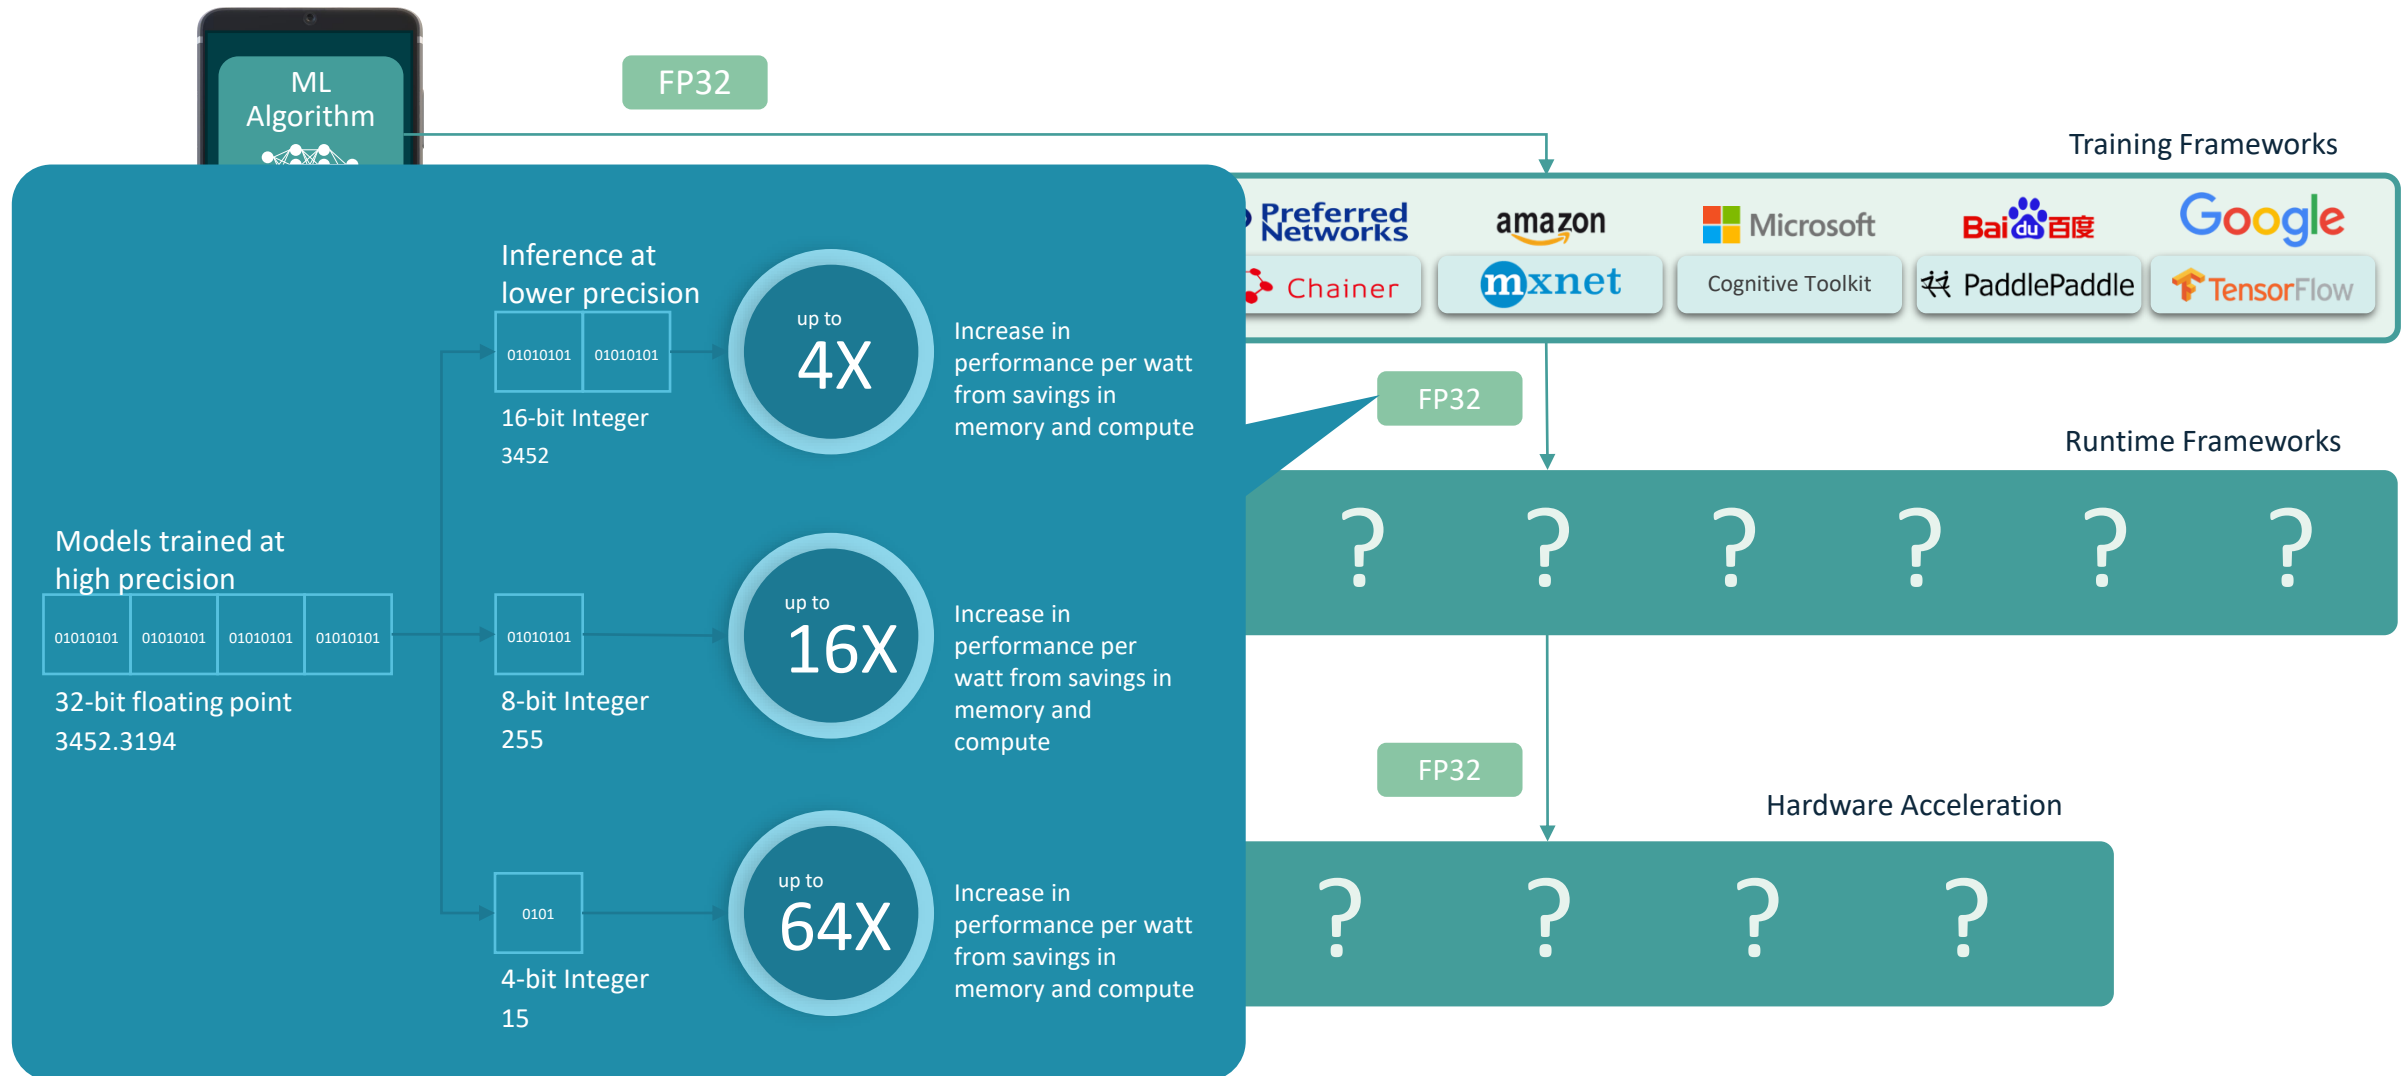 ML
Algorithm
FP32
Training Frameworks
Preferred
Networks
amazon
Microsoft
Bai du 百度
Google
Chainer
mxnet
Cognitive Toolkit
PaddlePaddle
TensorFlow
FP32
Runtime Frameworks
? ? ? ? ? ?
FP32
Hardware Acceleration
? ? ? ?
Models trained at
high precision
01010101 01010101 01010101 01010101
32-bit floating point
3452.3194
Inference at
lower precision
01010101 01010101
16-bit Integer
3452
up to
4X
Increase in
performance per watt
from savings in
memory and compute
01010101
8-bit Integer
255
up to
16X
Increase in
performance per
watt from savings in
memory and
compute
0101
4-bit Integer
15
up to
64X
Increase in
performance per watt
from savings in
memory and compute